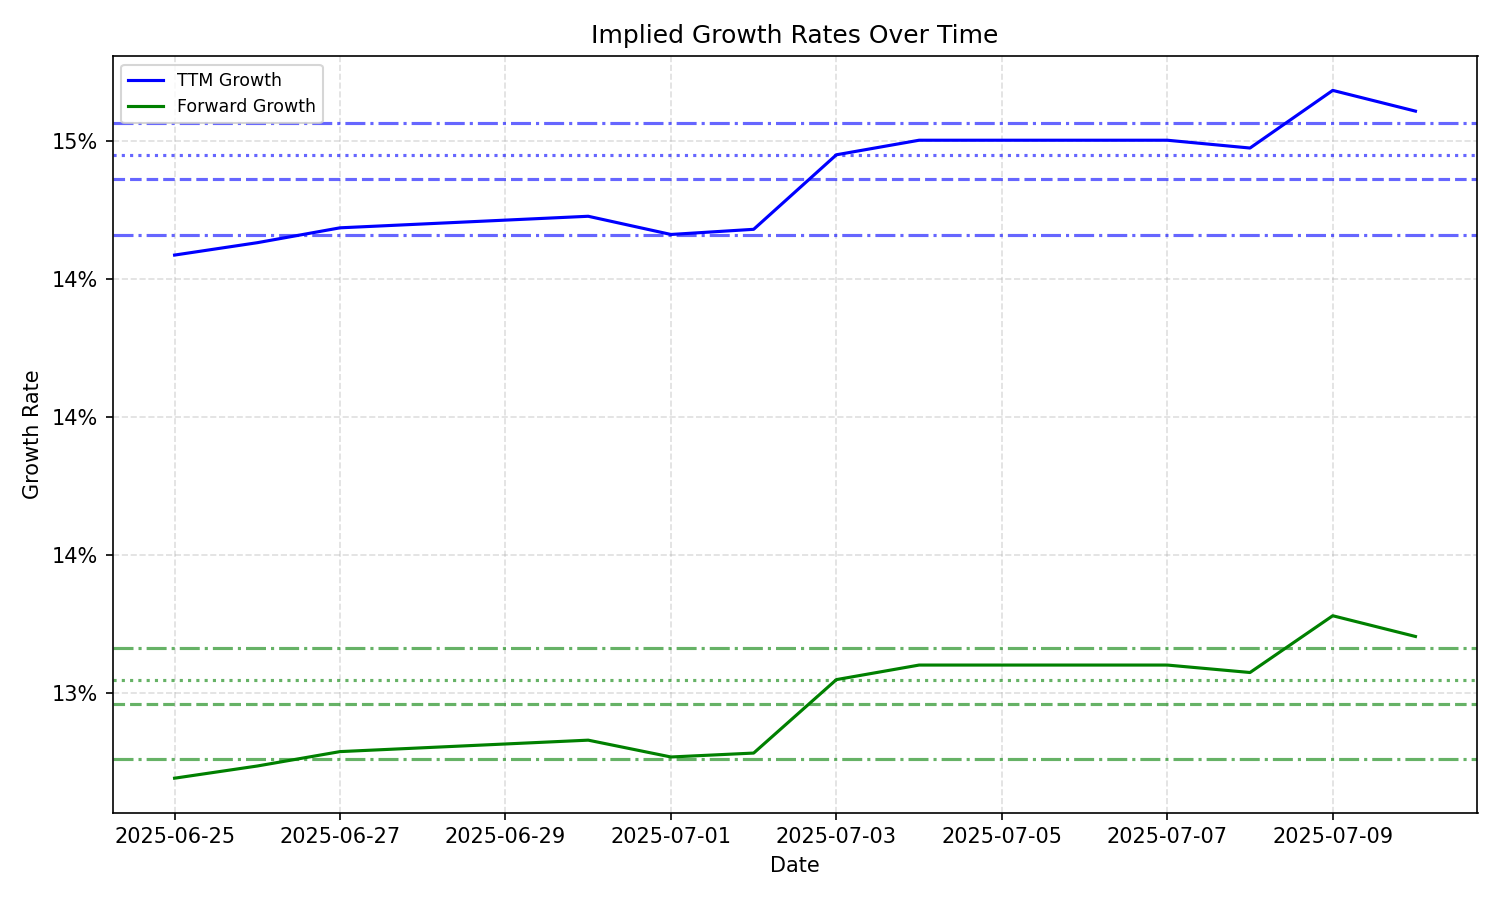 Implied Growth Rates Over Time
TTM Growth
Forward Growth
15%
14%
14%
14%
13%
Growth Rate
2025-06-25
2025-06-27
2025-06-29
2025-07-01
2025-07-03
2025-07-05
2025-07-07
2025-07-09
Date